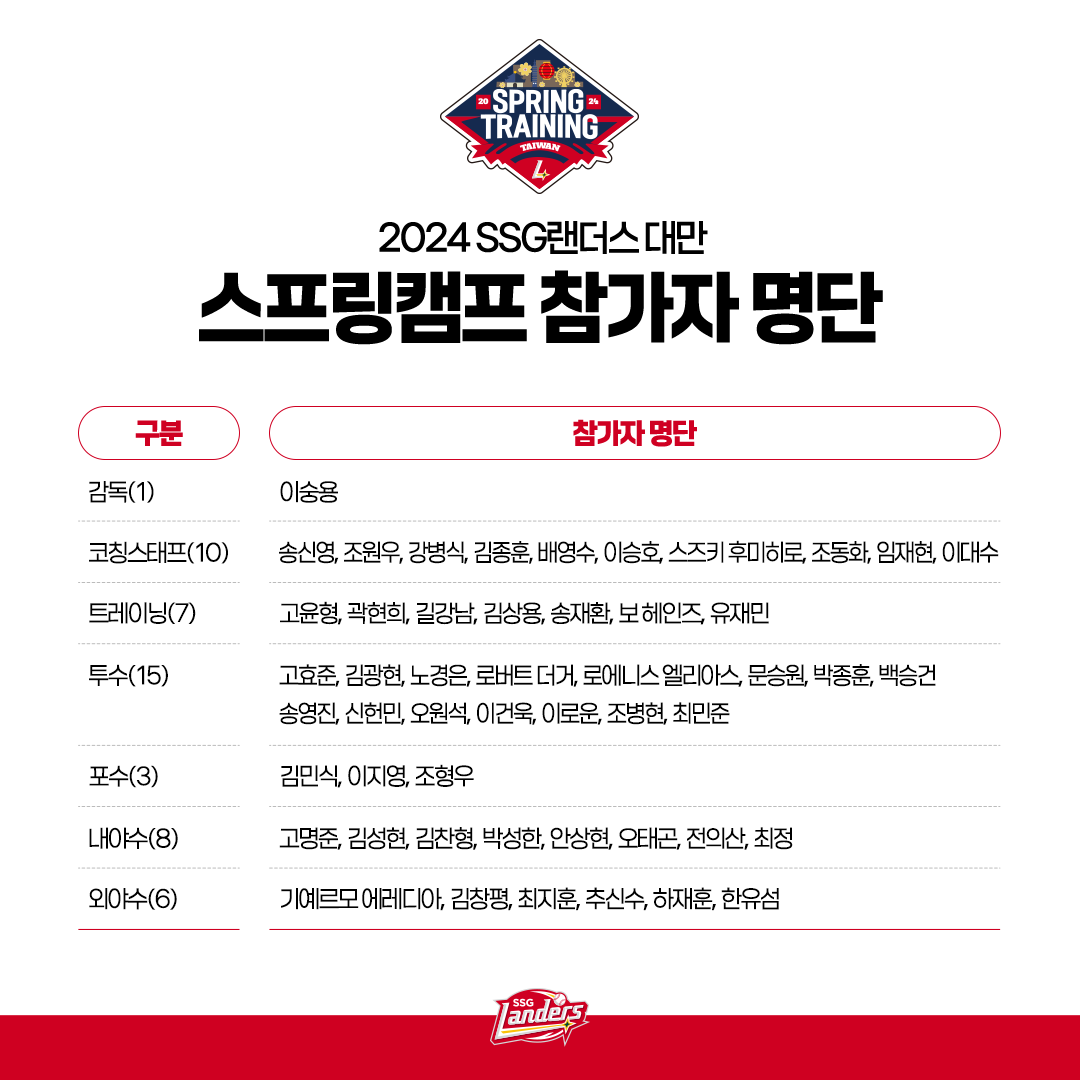 20 SPRING 24
TRAINING
TAIWAN
L
2024 SSG랜더스 대만
스프링캠프 참가자 명단
구분 참가자 명단
감독(1) 이숭용
코칭스태프(10) 송신영, 조원우, 강병식, 김종훈, 배영수, 이승호, 스즈키 후미히로, 조동화, 임재현, 이대수
트레이닝(7) 고윤형, 곽현희, 길강남, 김상용, 송재환, 보 헤인즈, 유재민
투수(15) 고효준, 김광현, 노경은, 로버트 더거, 로에니스 엘리아스, 문승원, 박종훈, 백승건
송영진, 신헌민, 오원석, 이건욱, 이로운, 조병현, 최민준
포수(3) 김민식, 이지영, 조형우
내야수(8) 고명준, 김성현, 김찬형, 박성한, 안상현, 오태곤, 전의산, 최정
외야수(6) 기예르모 에레디아, 김창평, 최지훈, 추신수, 하재훈, 한유섬
SSG
Landers